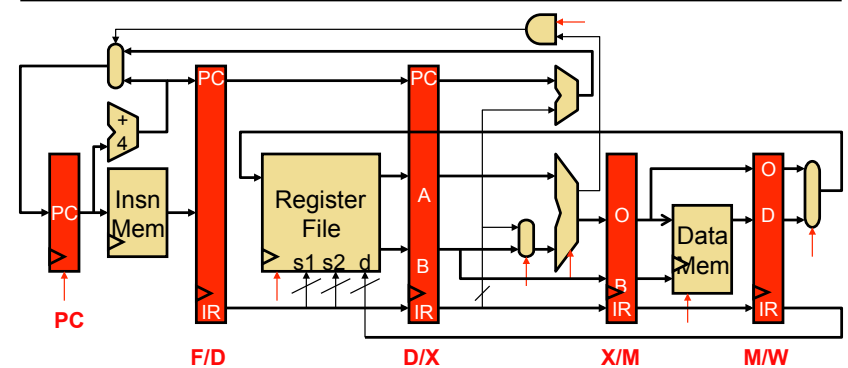 +
4
PC
Insn
Mem
PC
IR
Register
File
s1 s2 d
PC
A
B
IR
O
B
IR
Data
Mem
O
D
IR
PC
F/D
D/X
X/M
M/W